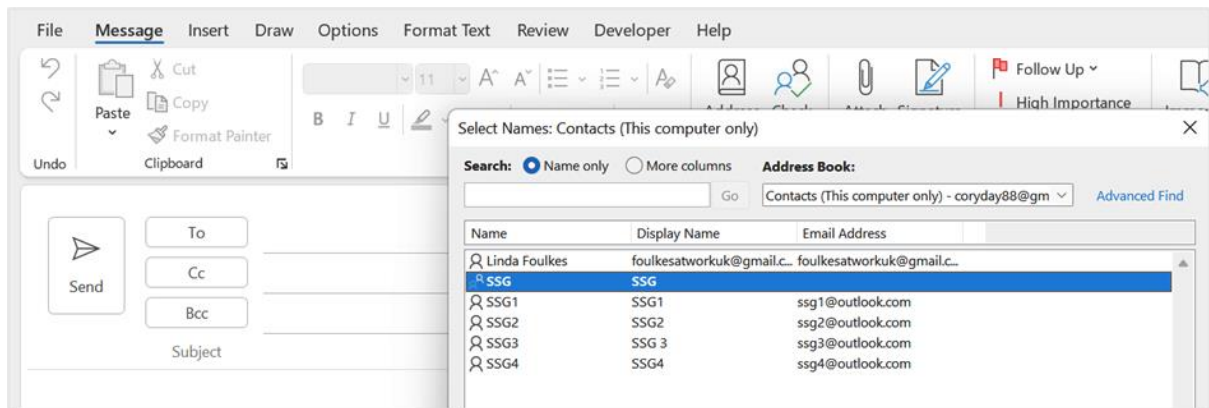 File Message Insert Draw Options Format Text Review Developer Help
Cut
Copy
Format Painter
Paste
Undo
Clipboard
11
A^ A˅
B I U
Follow Up
High Importance
Select Names: Contacts (This computer only)
Search: Name only More columns Address Book:
Go Contacts (This computer only) - coryday88@gm Advanced Find
Name Display Name Email Address
Linda Foulkes foulkesatworkuk@gmail.c... foulkesatworkuk@gmail.c...
SSG SSG
SSG1 SSG1 ssg1@outlook.com
SSG2 SSG2 ssg2@outlook.com
SSG3 SSG 3 ssg3@outlook.com
SSG4 SSG4 ssg4@outlook.com
Send
To
Cc
Bcc
Subject